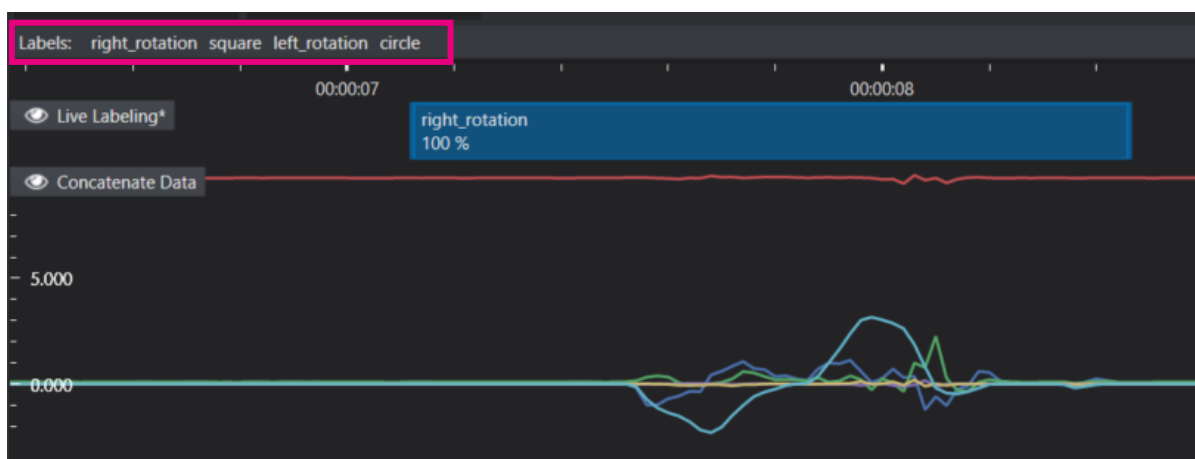 Labels: right_rotation square left_rotation circle
00:00:07 00:00:08
Live Labeling*
right_rotation
100 %
Concatenate Data
5.000
0.000